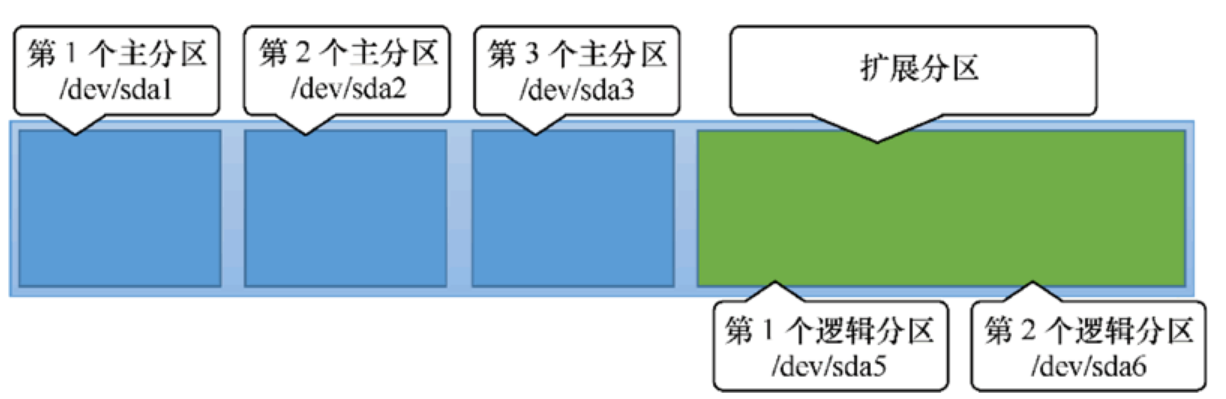 第 1 个主分区
/dev/sda1
第 2 个主分区
/dev/sda2
第 3 个主分区
/dev/sda3
扩展分区
第 1 个逻辑分区
/dev/sda5
第 2 个逻辑分区
/dev/sda6